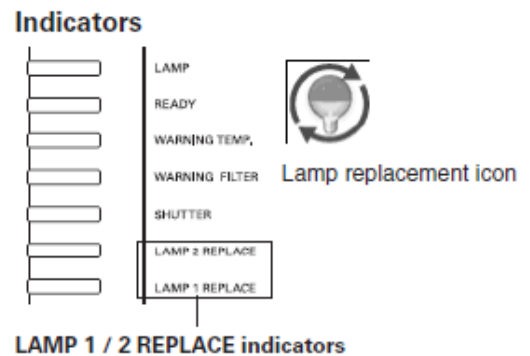 Indicators
LAMP
READY
WARNING TEMP.
WARNING FILTER
SHUTTER
LAMP 2 REPLACE
LAMP 1 REPLACE
Lamp replacement icon
LAMP 1 / 2 REPLACE indicators